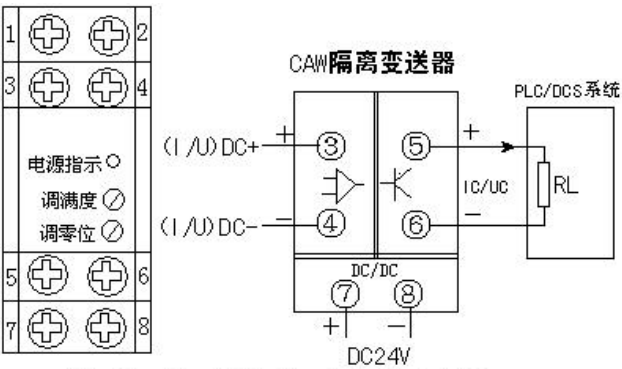 1
2
3
4
电源指示
调满度
调零位
5
6
7
8
CAW隔离变送器
(I/U)DC+
+
③
(I/U)DC-
−
④
⑤
+
IC/UC
−
⑥
PLC/DCS系统
RL
DC/DC
⑦
⑧
+
−
DC24V